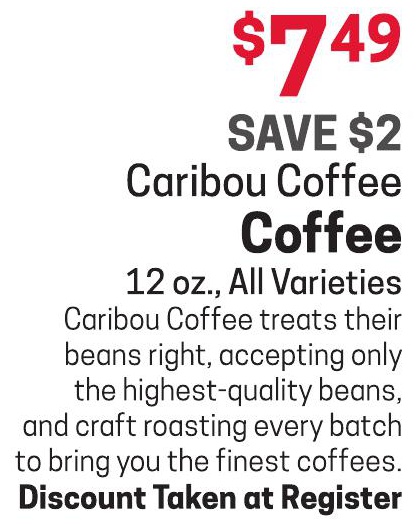 $7.49
SAVE $2
Caribou Coffee
Coffee
12 oz., All Varieties
Caribou Coffee treats their
beans right, accepting only
the highest-quality beans,
and craft roasting every batch
to bring you the finest coffees.
Discount Taken at Register